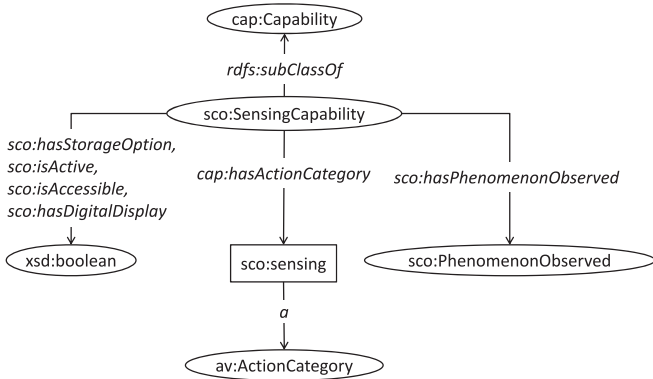 cap:Capability
rdfs:subClassOf
sco:SensingCapability
sco:hasStorageOption,
sco:isActive,
sco:isAccessible,
sco:hasDigitalDisplay
cap:hasActionCategory
sco:hasPhenomenonObserved
xsd:boolean
sco:sensing
sco:PhenomenonObserved
a
av:ActionCategory